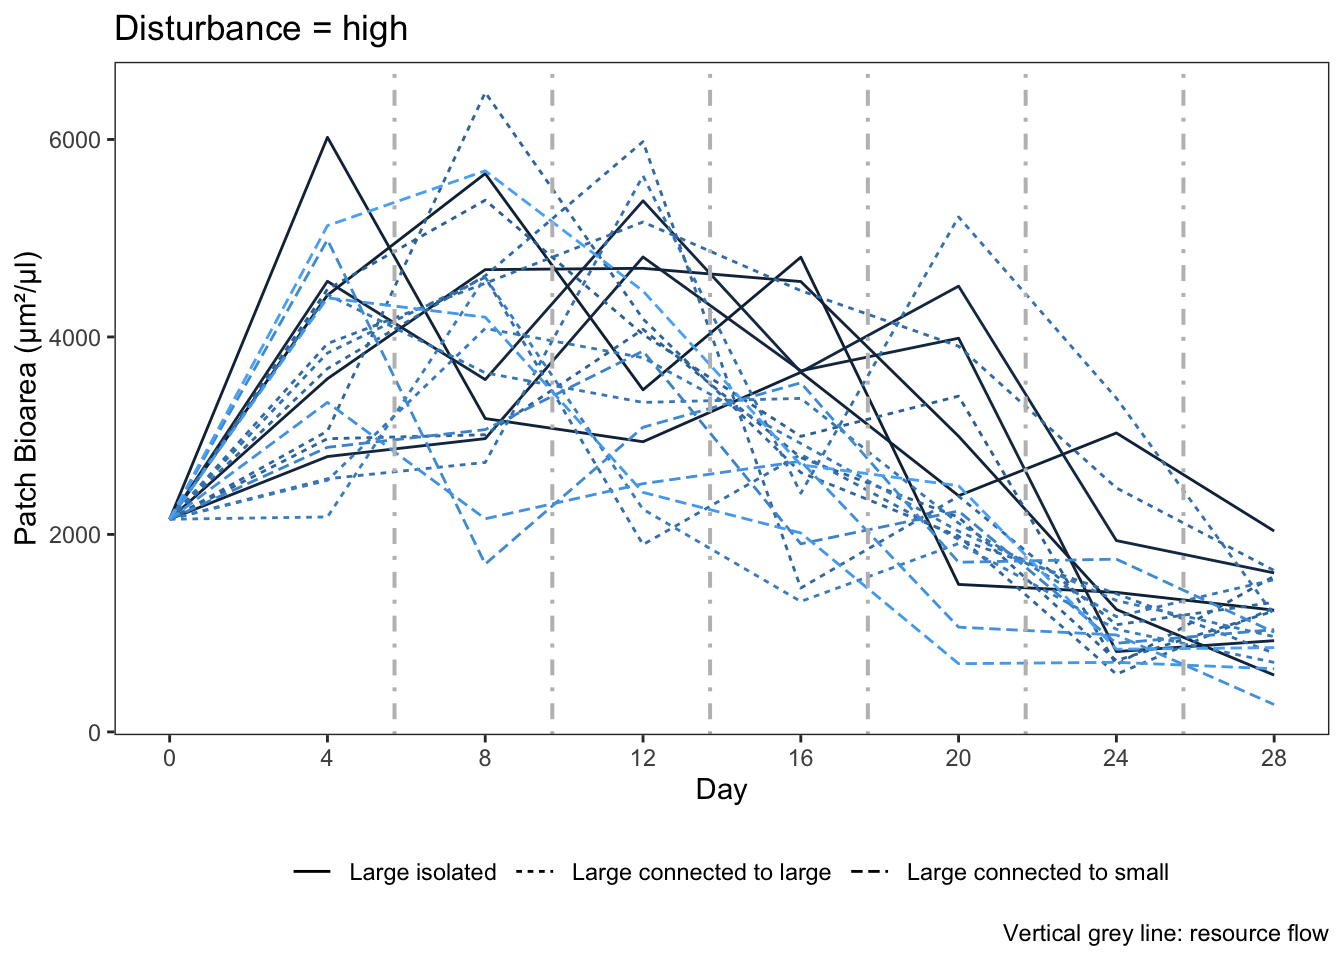 Disturbance = high
Patch Bioarea (µm²/µl)
6000
4000
2000
0
0 4 8 12 16 20 24 28
Day
Large isolated Large connected to large Large connected to small
Vertical grey line: resource flow